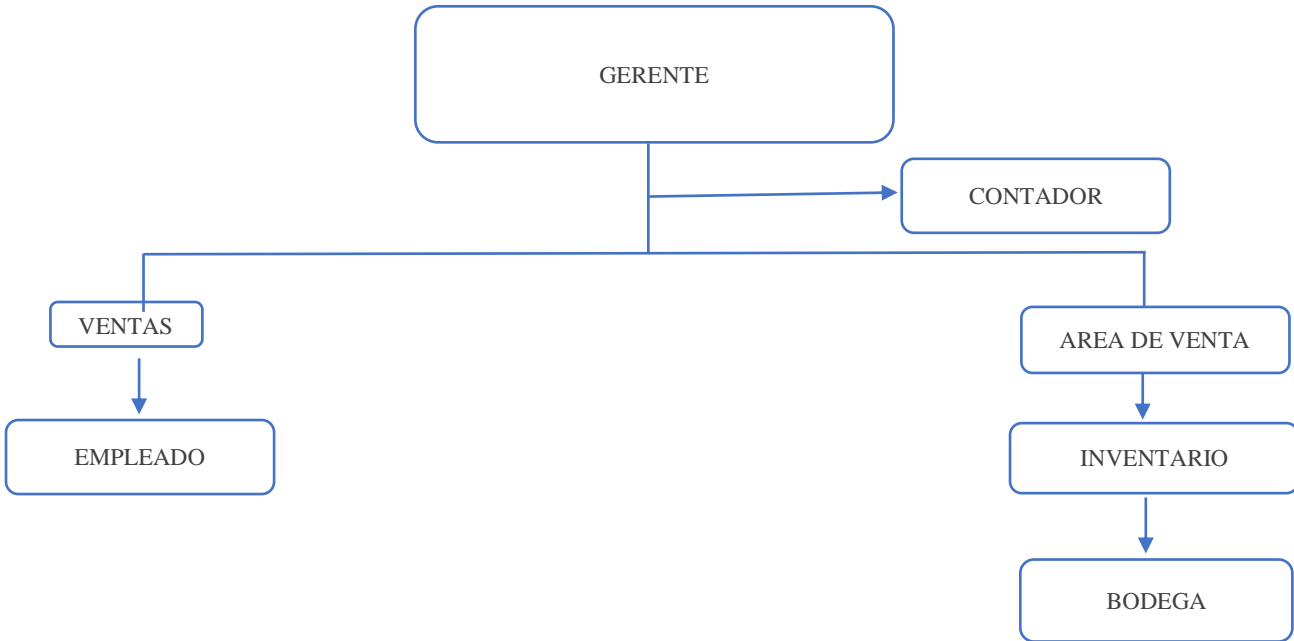 GERENTE
CONTADOR
VENTAS
AREA DE VENTA
EMPLEADO
INVENTARIO
BODEGA